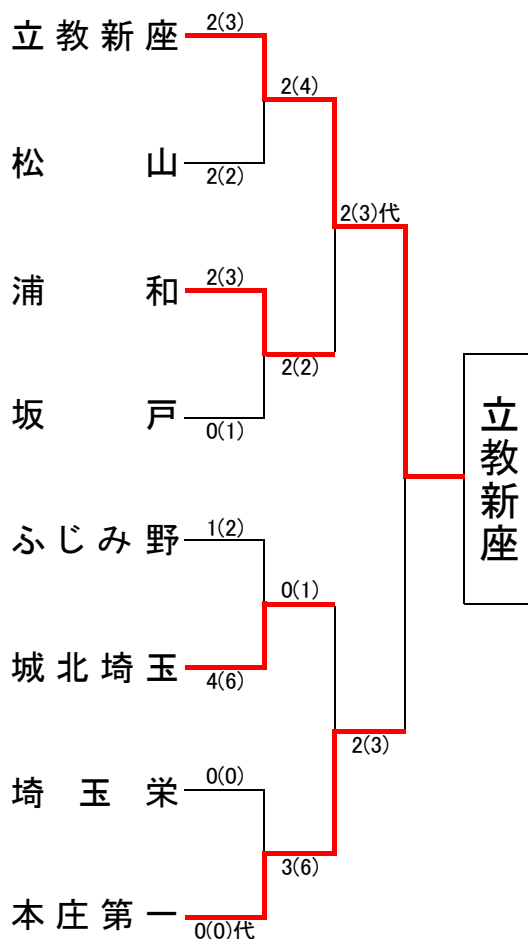 立教新座
2(3)
2(4)
松山
2(2)
2(3)代
浦和
2(3)
2(2)
坂戸
0(1)
立教新座
ふじみ野
1(2)
0(1)
城北埼玉
4(6)
2(3)
埼玉栄
0(0)
3(6)
本庄第一
0(0)代